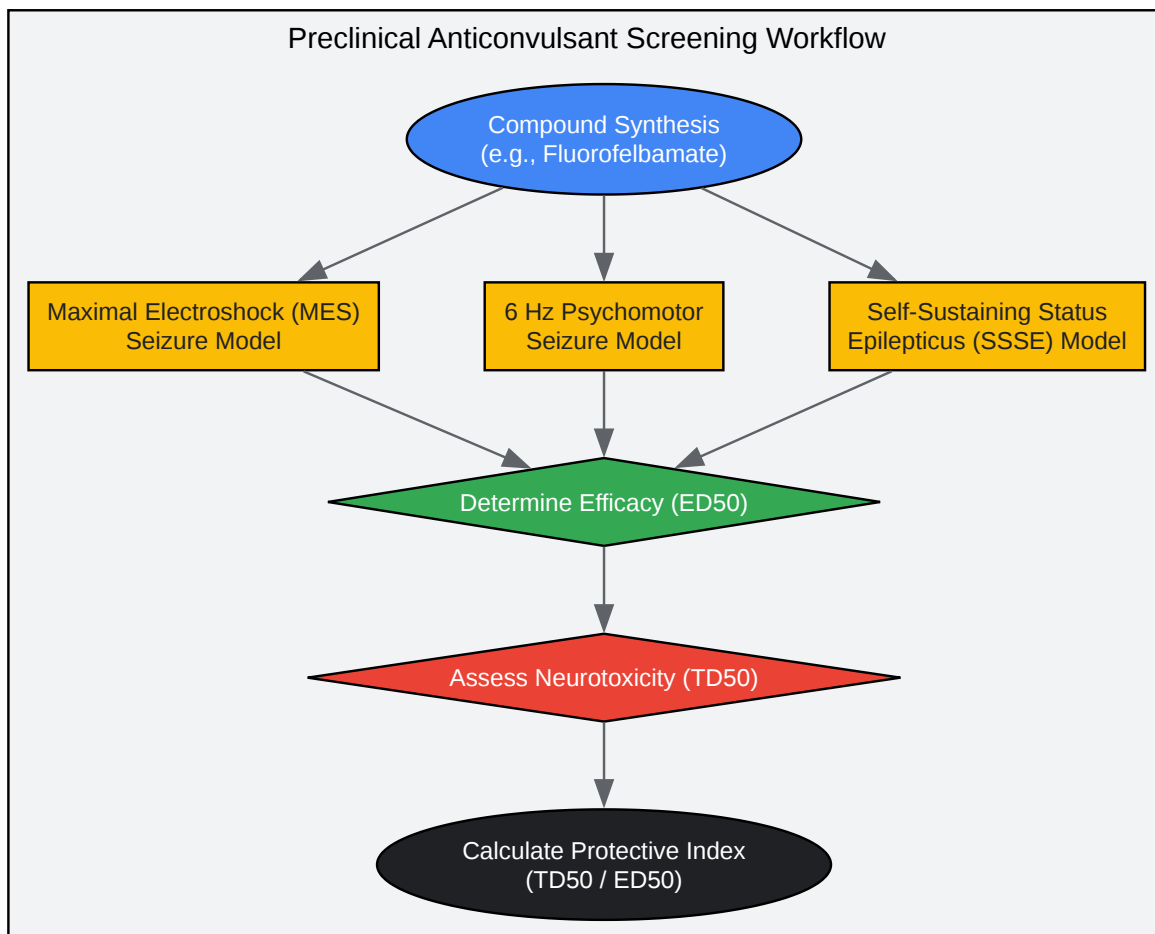 Preclinical Anticonvulsant Screening Workflow
Compound Synthesis
(e.g., Fluorofelbamate)
Maximal Electroshock (MES)
Seizure Model
6 Hz Psychomotor
Seizure Model
Self-Sustaining Status
Epilepticus (SSSE) Model
Determine Efficacy (ED50)
Assess Neurotoxicity (TD50)
Calculate Protective Index
(TD50 / ED50)